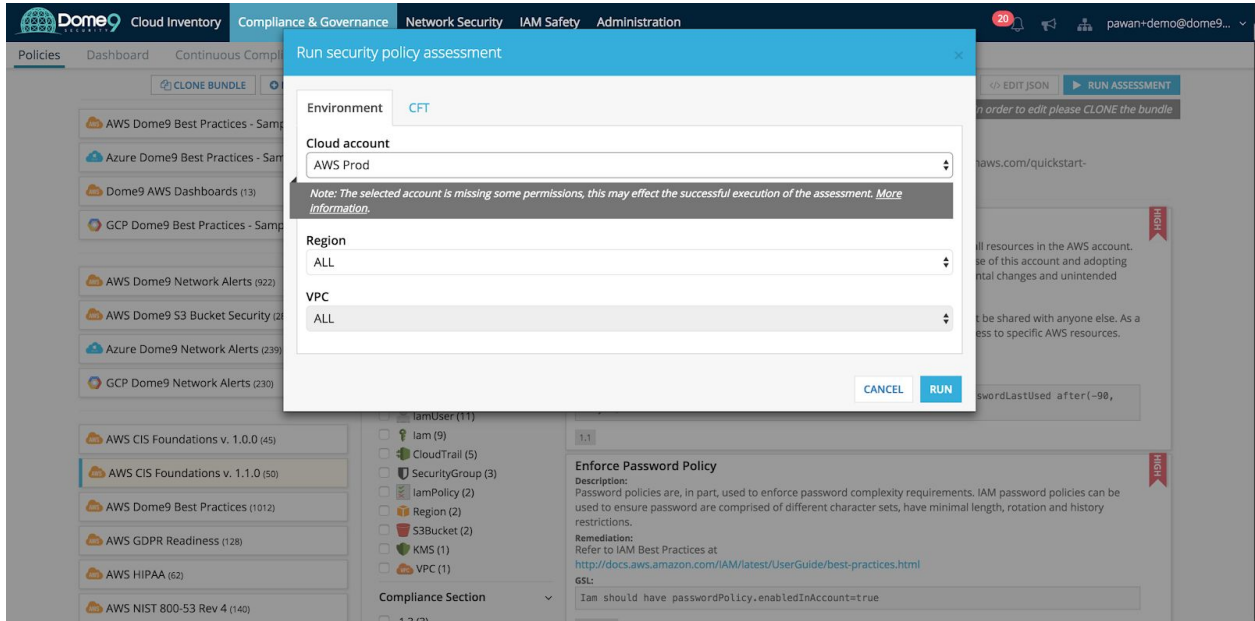 DOme9
SECURITY
Cloud Inventory
Compliance & Governance
Network Security
IAM Safety
Administration
20
pawan+demo@dome9...
Policies
Dashboard
Continuous Compli
Run security policy assessment
×
CLONE BUNDLE
</> EDIT JSON
RUN ASSESSMENT
n order to edit please CLONE the bundle
Environment
CFT
Cloud account
AWS Prod
Note: The selected account is missing some permissions, this may effect the successful execution of the assessment. More
information.
Region
ALL
VPC
ALL
CANCEL
RUN
AWS Dome9 Best Practices - Samp
Azure Dome9 Best Practices - Sam
Dome9 AWS Dashboards (13)
GCP Dome9 Best Practices - Samp
AWS Dome9 Network Alerts (922)
AWS Dome9 S3 Bucket Security (2
Azure Dome9 Network Alerts (239)
GCP Dome9 Network Alerts (230)
AWS CIS Foundations v. 1.0.0 (45)
AWS CIS Foundations v. 1.1.0 (50)
AWS Dome9 Best Practices (1012)
AWS GDPR Readiness (128)
AWS HIPAA (62)
AWS NIST 800-53 Rev 4 (140)
IamUser (11)
Iam (9)
CloudTrail (5)
SecurityGroup (3)
IamPolicy (2)
Region (2)
S3Bucket (2)
KMS (1)
VPC (1)
Compliance Section
naws.com/quickstart-
HIGH
ll resources in the AWS account.
se of this account and adopting
ntal changes and unintended
t be shared with anyone else. As a
ess to specific AWS resources.
swordLastUsed after(-90,
1.1
Enforce Password Policy
HIGH
Description:
Password policies are, in part, used to enforce password complexity requirements. IAM password policies can be
used to ensure password are comprised of different character sets, have minimal length, rotation and history
restrictions.
Remediation:
Refer to IAM Best Practices at
http://docs.aws.amazon.com/IAM/latest/UserGuide/best-practices.html
GSL:
Iam should have passwordPolicy.enabledInAccount=true